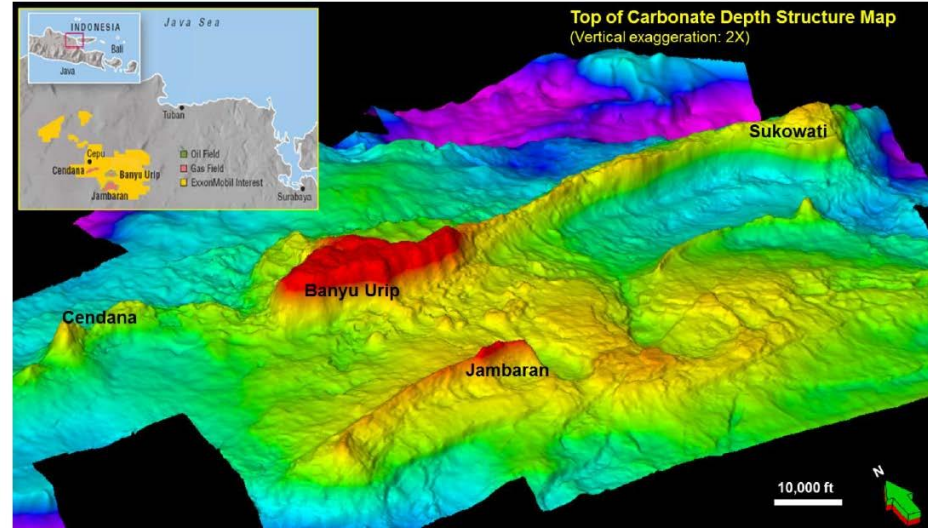 Top of Carbonate Depth Structure Map
(Vertical exaggeration: 2X)
INDONESIA
Java Sea
Bali
Java
Tuban
Cepu
Cendana
Banyu Urip
Jambaran
Oil Field
Gas Field
ExxonMobil Interest
Surabaya
Sukowati
Banyu Urip
Cendana
Jambaran
10,000 ft
N